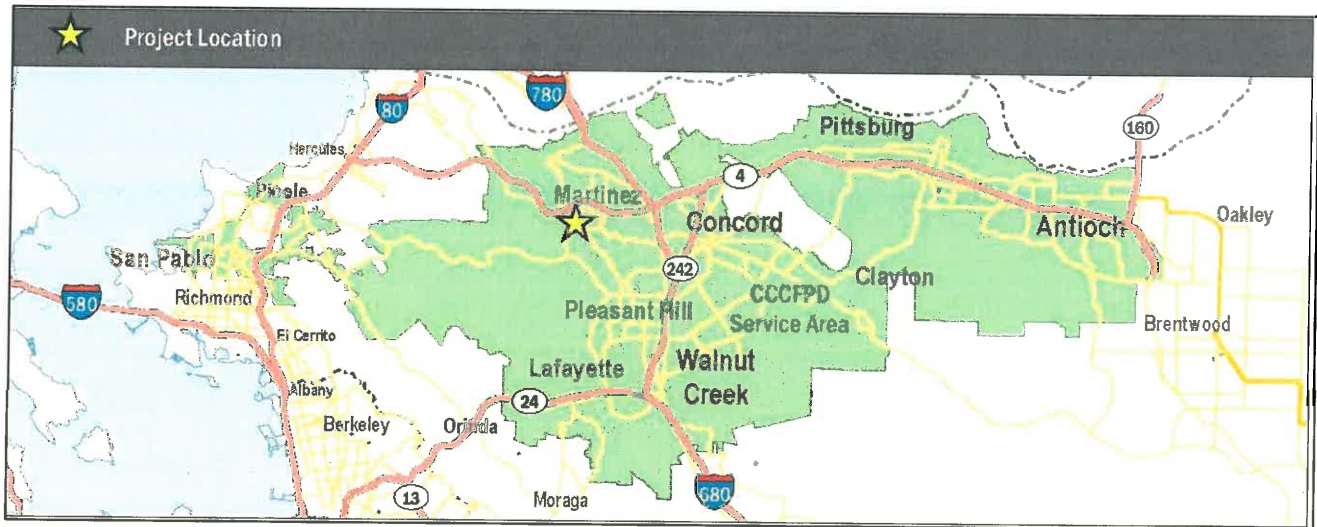 Project Location
780
80
160
Pittsburg
Hercules
4
Pinole
Martinez
Oakley
Concord
Antioch
San Pablo
242
Clayton
580
Richmond
Pleasant Hill
CCCFPD
Service Area
Brentwood
El Cerrito
Lafayette
Walnut
Creek
Albany
24
Berkeley
Orinda
13
Moraga
680